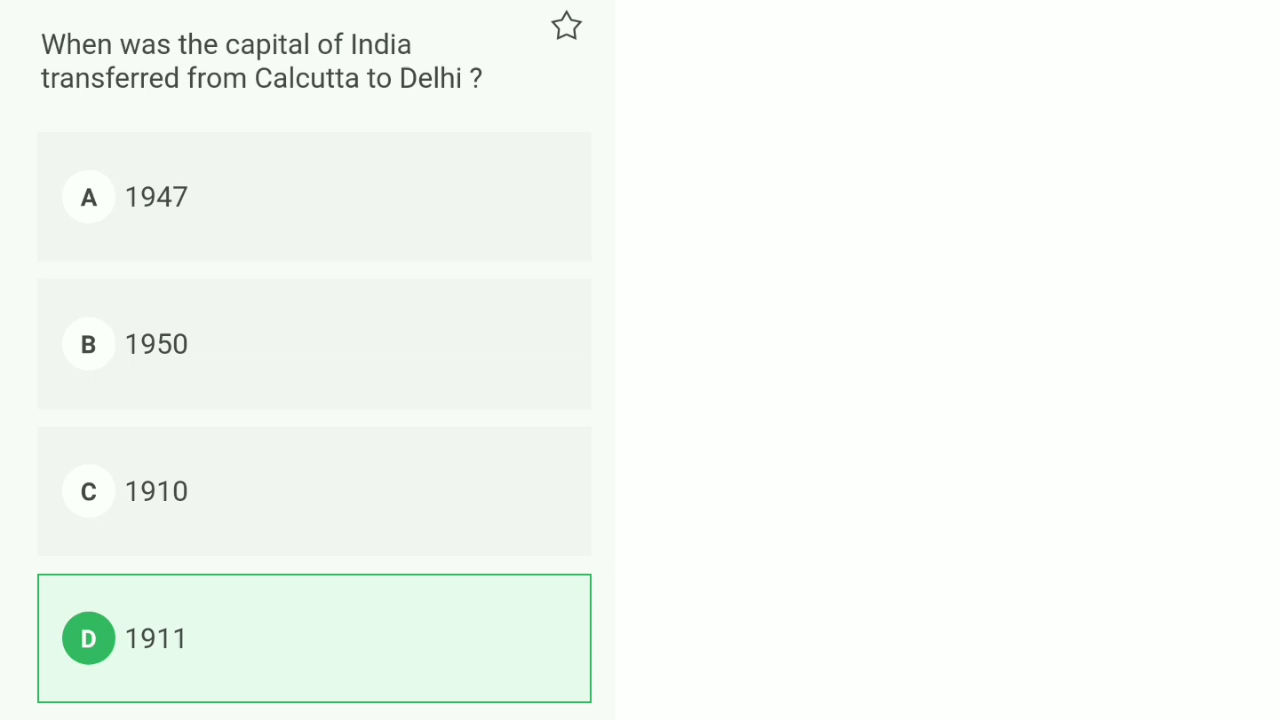 When was the capital of India
transferred from Calcutta to Delhi ?
A 1947
B 1950
C 1910
D 1911